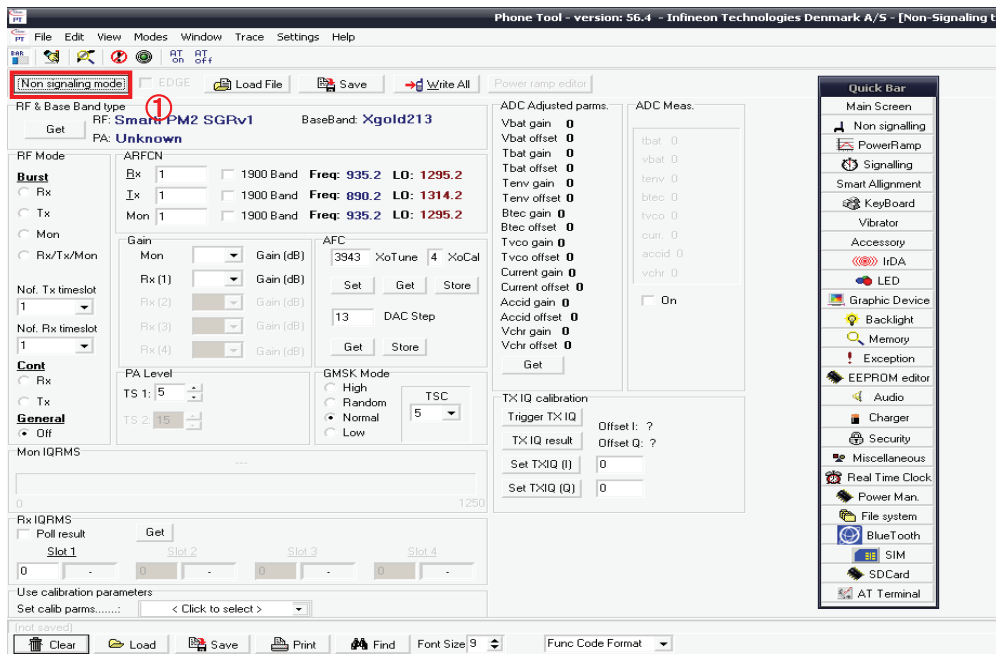 Phone Tool - version: 56.4 - Infineon Technologies Denmark A/S - [Non-Signaling t
File Edit View Modes Window Trace Settings Help
BAR AT on AT off
Non signaling mode EDGE Load File Save Write All Power ramp editor
①
RF & Base Band type
Get RF: Smarti PM2 SGRv1 BaseBand: Xgold213
PA: Unknown
RF Mode
Burst
Rx
Tx
Mon
Rx/Tx/Mon
Nof. Tx timeslot
1
Nof. Rx timeslot
1
Cont
Rx
Tx
General
Off
ARFCN
Rx 1 1900 Band Freq: 935.2 LO: 1295.2
Tx 1 1900 Band Freq: 890.2 LO: 1314.2
Mon 1 1900 Band Freq: 935.2 LO: 1295.2
Gain
Mon Gain (dB)
Rx (1) Gain (dB)
Rx (2) Gain (dB)
Rx (3) Gain (dB)
Rx (4) Gain (dB)
AFC
3943 XoTune 4 XoCal
Set Get Store
13 DAC Step
Get Store
PA Level
TS 1: 5
TS 2: 15
GMSK Mode
High
Random
Normal
Low
TSC
5
Mon IQRMS
---
0 1250
Rx IQRMS
Poll result Get
Slot 1 Slot 2 Slot 3 Slot 4
0 - 0 - 0 - 0 -
Use calibration parameters
Set calib parms......: < Click to select >
ADC Adjusted parms.
Vbat gain 0
Vbat offset 0
Tbat gain 0
Tbat offset 0
Tenv gain 0
Tenv offset 0
Btec gain 0
Btec offset 0
Tvco gain 0
Tvco offset 0
Current gain 0
Current offset 0
Accid gain 0
Accid offset 0
Vchr gain 0
Vchr offset 0
Get
ADC Meas.
tbat 0
vbat 0
tenv 0
btec 0
tvco 0
curr. 0
accid 0
vchr 0
On
TX IQ calibration
Trigger TX IQ Offset I: ?
TX IQ result Offset Q: ?
Set TXIQ (I) 0
Set TXIQ (Q) 0
Quick Bar
Main Screen
Non signalling
PowerRamp
Signalling
Smart Allignment
KeyBoard
Vibrator
Accessory
IrDA
LED
Graphic Device
Backlight
Memory
Exception
EEPROM editor
Audio
Charger
Security
Miscellaneous
Real Time Clock
Power Man.
File system
BlueTooth
SIM
SDCard
AT Terminal
[not saved]
Clear Load Save Print Find Font Size 9 Func Code Format